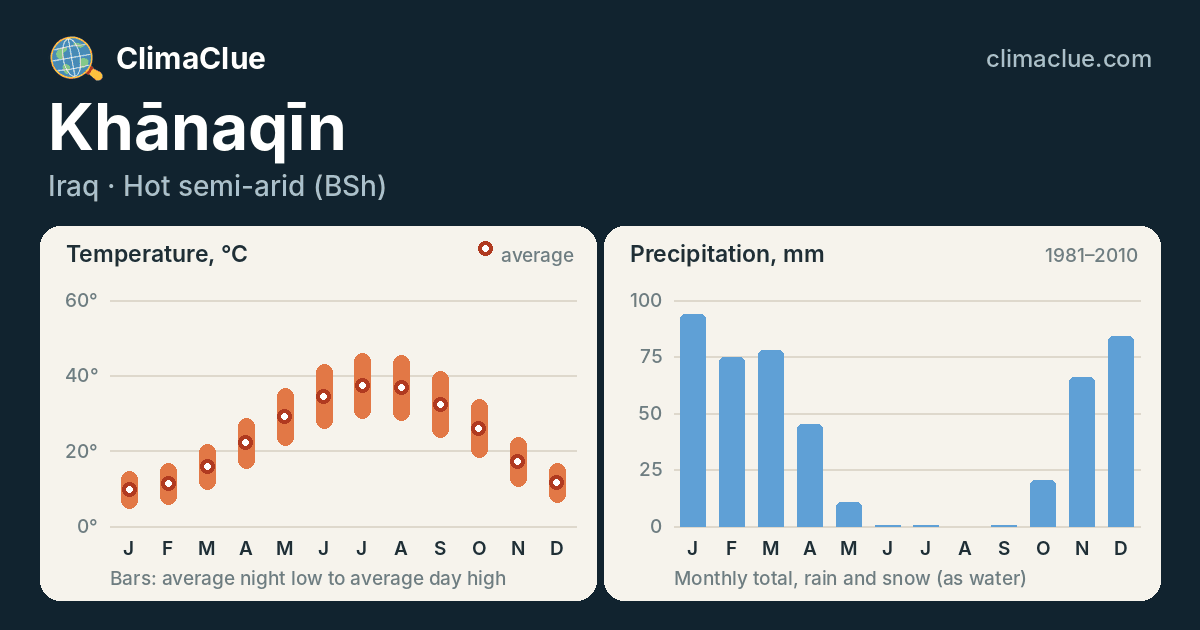 ClimaClue
climaclue.com
Khānaqīn
Iraq · Hot semi-arid (BSh)
Temperature, °C
average
60°
40°
20°
0°
J F M A M J J A S O N D
Bars: average night low to average day high
Precipitation, mm
1981–2010
100
75
50
25
0
J F M A M J J A S O N D
Monthly total, rain and snow (as water)